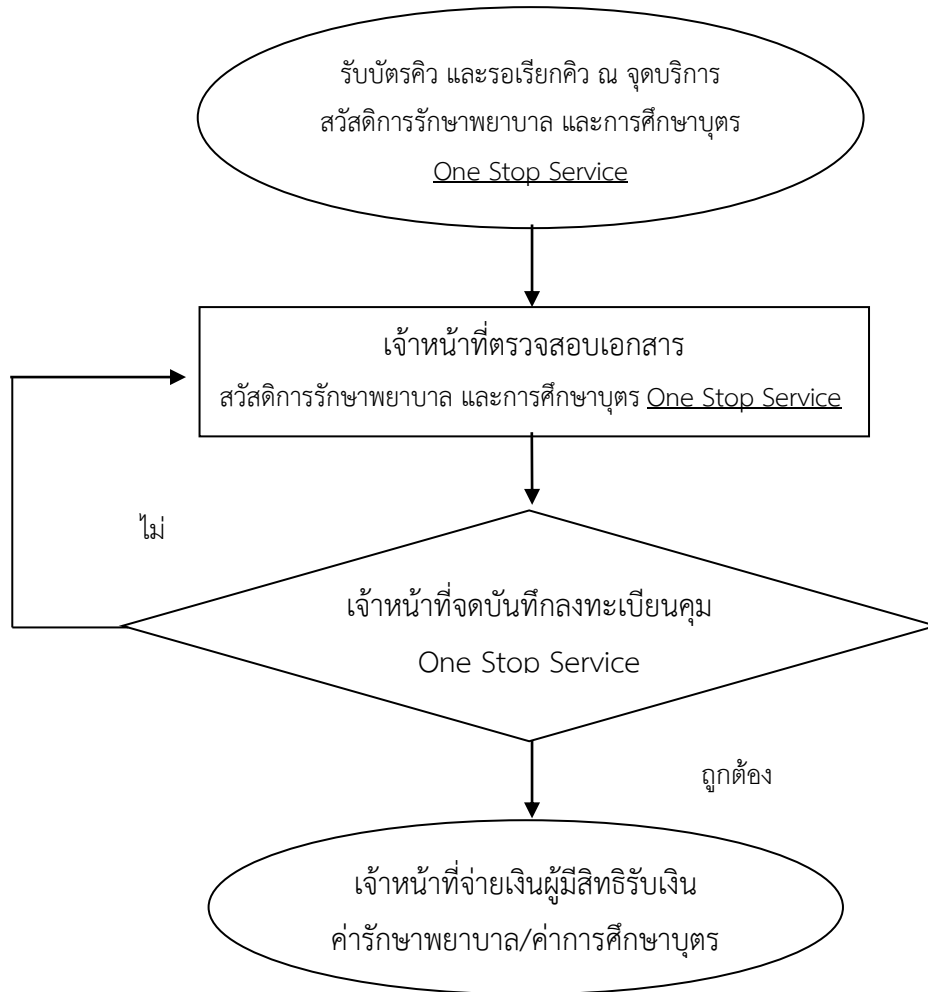 รับบัตรคิว และรอเรียกคิว ณ จุดบริการ
สวัสดิการรักษาพยาบาล และการศึกษาบุตร
One Stop Service
เจ้าหน้าที่ตรวจสอบเอกสาร
สวัสดิการรักษาพยาบาล และการศึกษาบุตร One Stop Service
ไม่
เจ้าหน้าที่จดบันทึกลงทะเบียนคุม
One Stop Service
ถูกต้อง
เจ้าหน้าที่จ่ายเงินผู้มีสิทธิรับเงิน
ค่ารักษาพยาบาล/ค่าการศึกษาบุตร